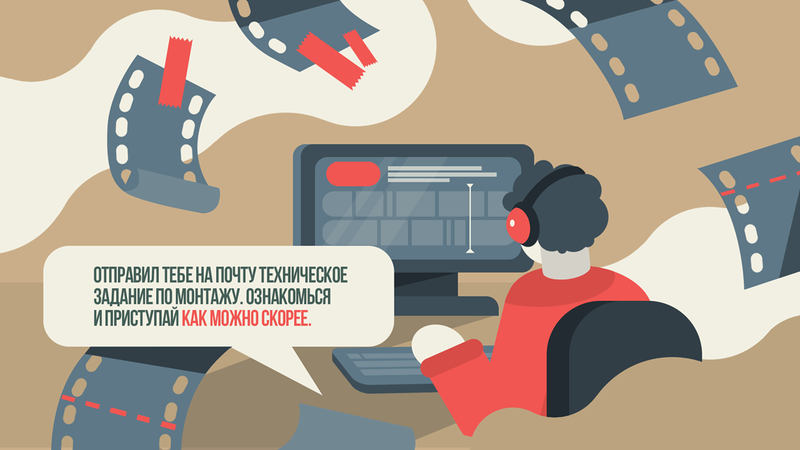 ОТПРАВИЛ ТЕБЕ НА ПОЧТУ ТЕХНИЧЕСКОЕ
ЗАДАНИЕ ПО МОНТАЖУ. ОЗНАКОМЬСЯ
И ПРИСТУПАЙ КАК МОЖНО СКОРЕЕ.